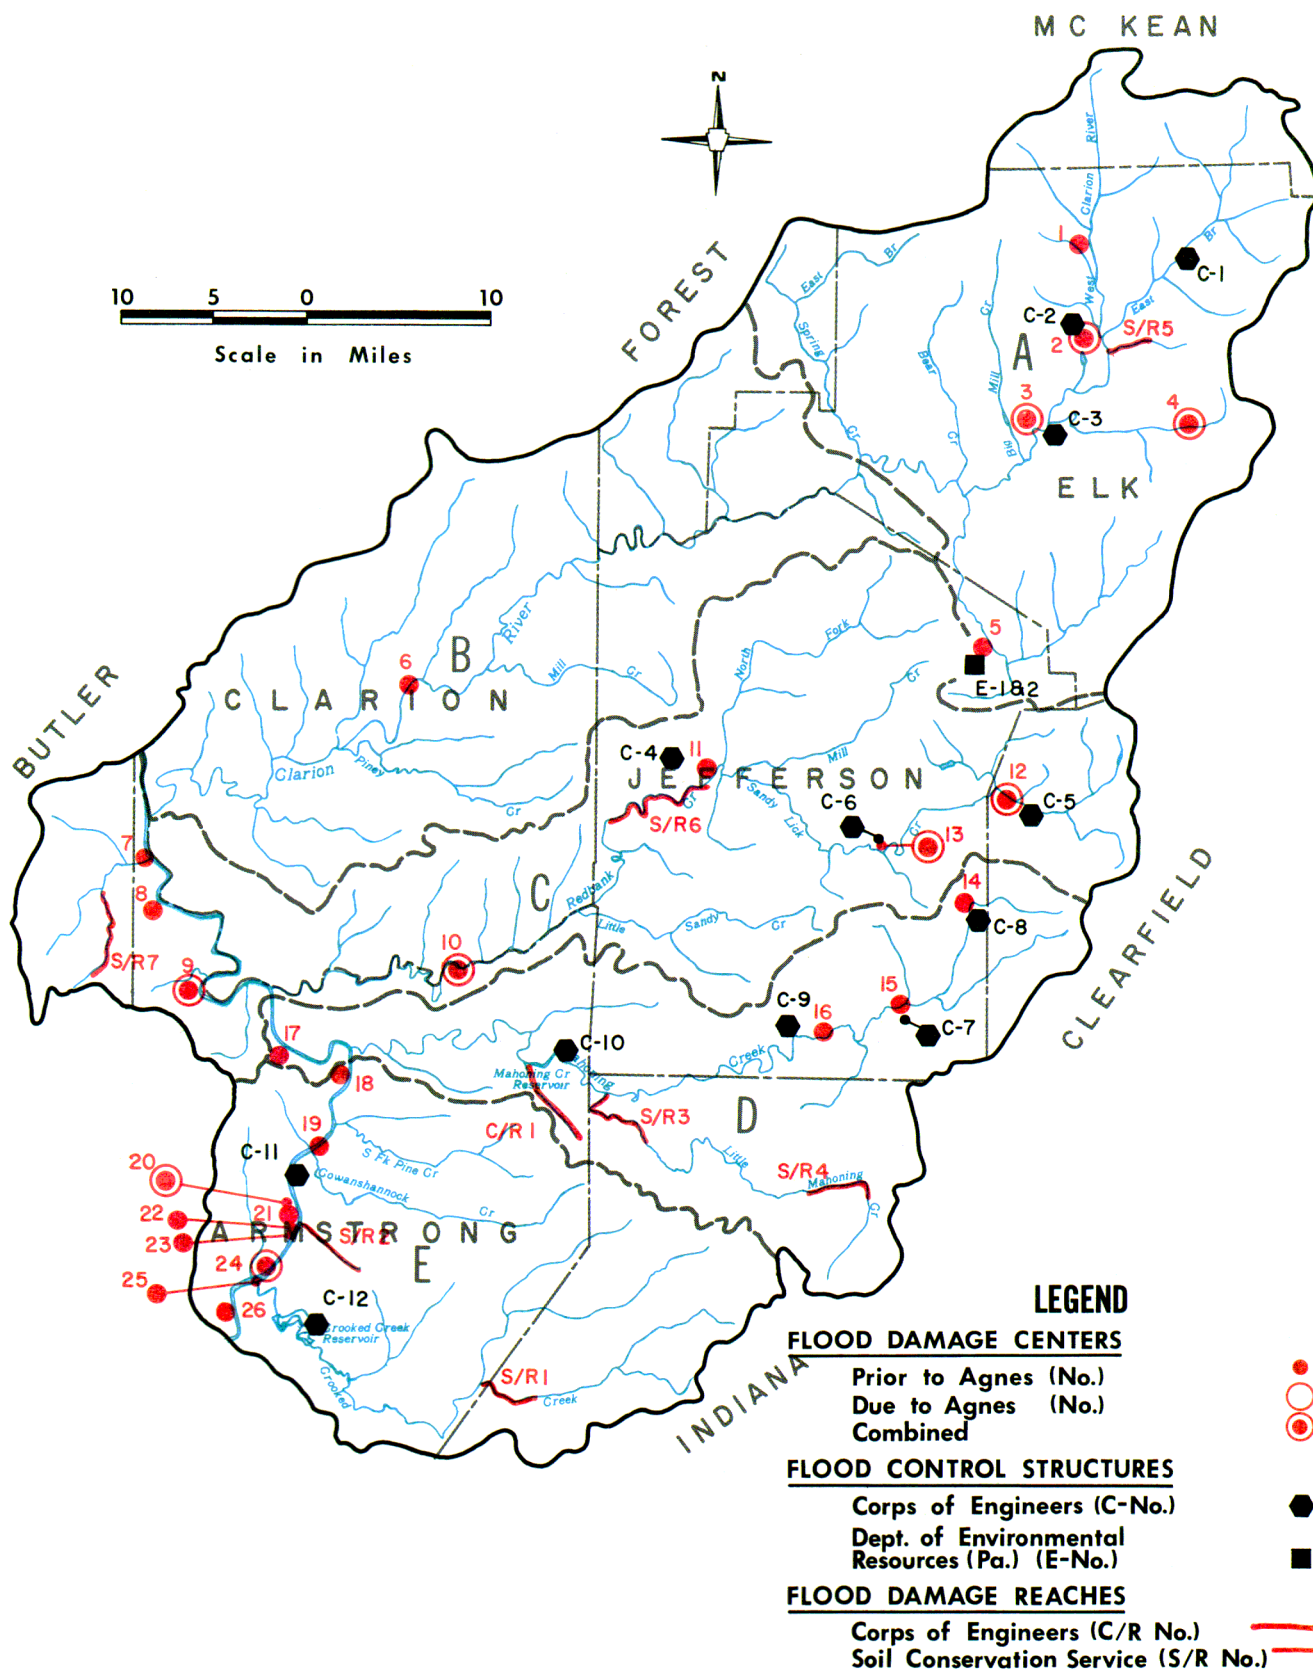 MC KEAN
N
River
Clarion
1
Br
C-1
FOREST
East
Br
West
East
10 5 0 10
Scale in Miles
C-2
Cr
S/R5
Spring
2
A
Bear
Mill
3
4
C-3
Cr
Cr
Big
ELK
River
5
Fork
B
North
6
Mill
Cr
Cr
E-1&2
CLARION
BUTLER
C-4
11
Mill
Clarion
Piney
JEFFERSON
12
Sandy
C-6
C-5
Cr
Cr
S/R6
Lick
Cr
13
7
C
Redbank
14
8
Little
Sandy
Cr
C-8
CLEARFIELD
10
S/R7
9
15
C-9
16
C-7
17
C-10
Creek
Mahoning
Mahoning Cr
Reservoir
18
D
19
C/R1
S/R3
C-11
S Fk Pine Cr
Little
20
Cowanshannock
S/R4
Mahoning
21
Cr
Cr
22
ARMSTRONG
S/R2
23
24
E
25
C-12
26
Crooked Creek
Reservoir
Crooked
S/R1
Creek
INDIANA
LEGEND
FLOOD DAMAGE CENTERS
Prior to Agnes (No.)
Due to Agnes (No.)
Combined
FLOOD CONTROL STRUCTURES
Corps of Engineers (C-No.)
Dept. of Environmental
Resources (Pa.) (E-No.)
FLOOD DAMAGE REACHES
Corps of Engineers (C/R No.)
Soil Conservation Service (S/R No.)